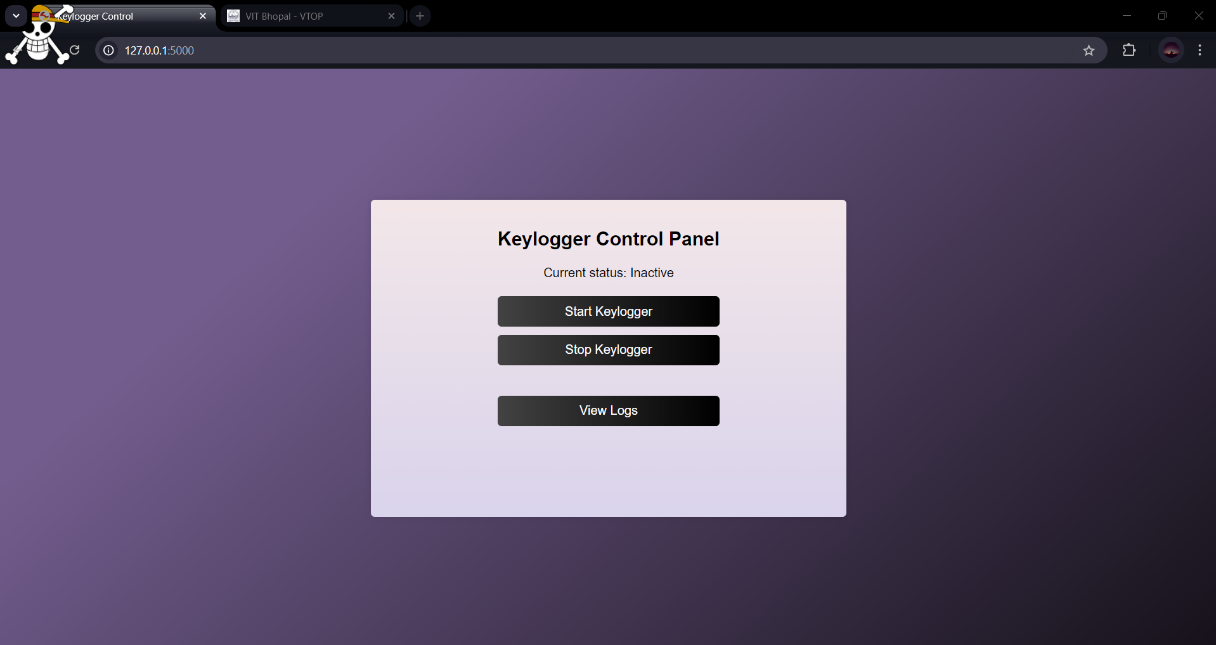 Keylogger Control
VIT Bhopal - VTOP
127.0.0.1:5000
Keylogger Control Panel
Current status: Inactive
Start Keylogger
Stop Keylogger
View Logs